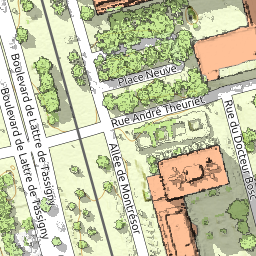 Place Neuve
Rue André Theuriet
Boulevard de Lattre de Tassigny
Boulevard de Lattre de Tassigny
Allée de Montrésor
Rue du Docteur Bosc